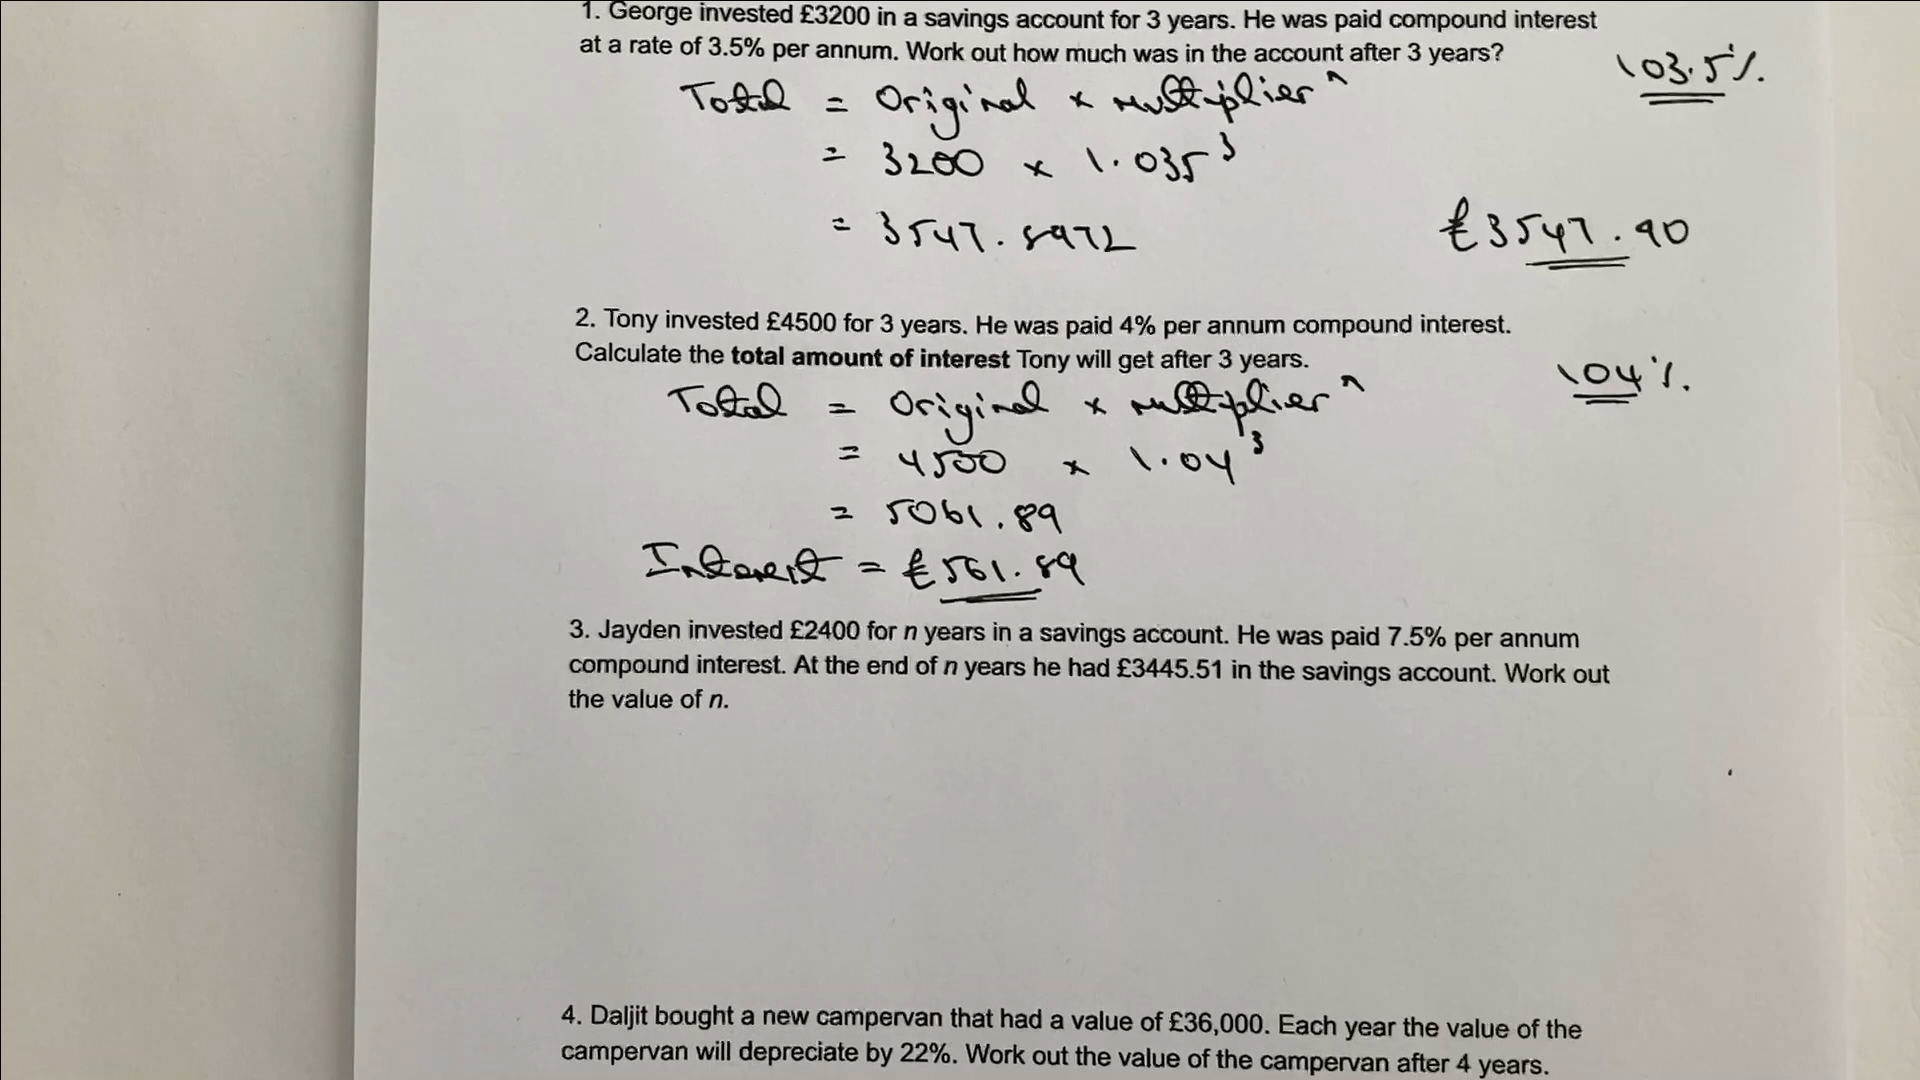 1. George invested £3200 in a savings account for 3 years. He was paid compound interest
at a rate of 3.5% per annum. Work out how much was in the account after 3 years?
103.5%
Total = Original × multiplier^n
= 3200 × 1.035³
= 3547.8972
£3547.90
2. Tony invested £4500 for 3 years. He was paid 4% per annum compound interest.
Calculate the total amount of interest Tony will get after 3 years.
104%
Total = Original × multiplier^n
= 4500 × 1.04³
= 5061.89
Interest = £561.89
3. Jayden invested £2400 for n years in a savings account. He was paid 7.5% per annum
compound interest. At the end of n years he had £3445.51 in the savings account. Work out
the value of n.
4. Daljit bought a new campervan that had a value of £36,000. Each year the value of the
campervan will depreciate by 22%. Work out the value of the campervan after 4 years.